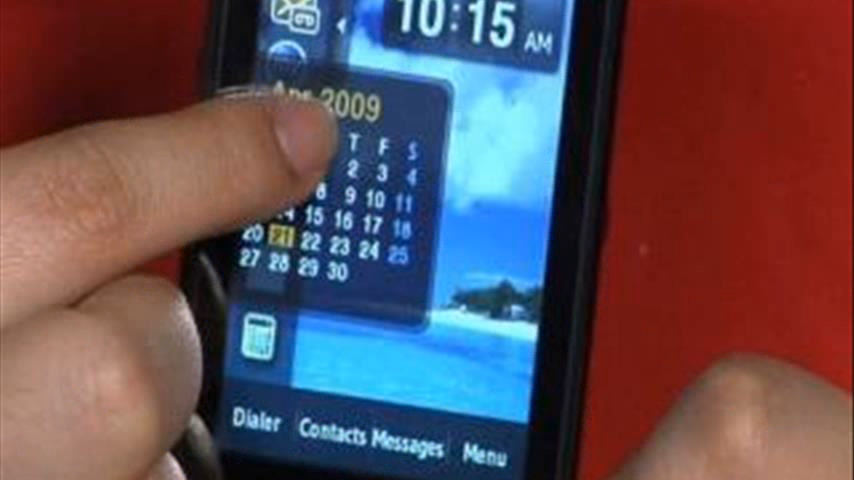 10:15 AM
Apr 2009
T F S
2 3 4
8 9 10 11
14 15 16 17 18
20 21 22 23 24 25
27 28 29 30
Dialer Contacts Messages Menu